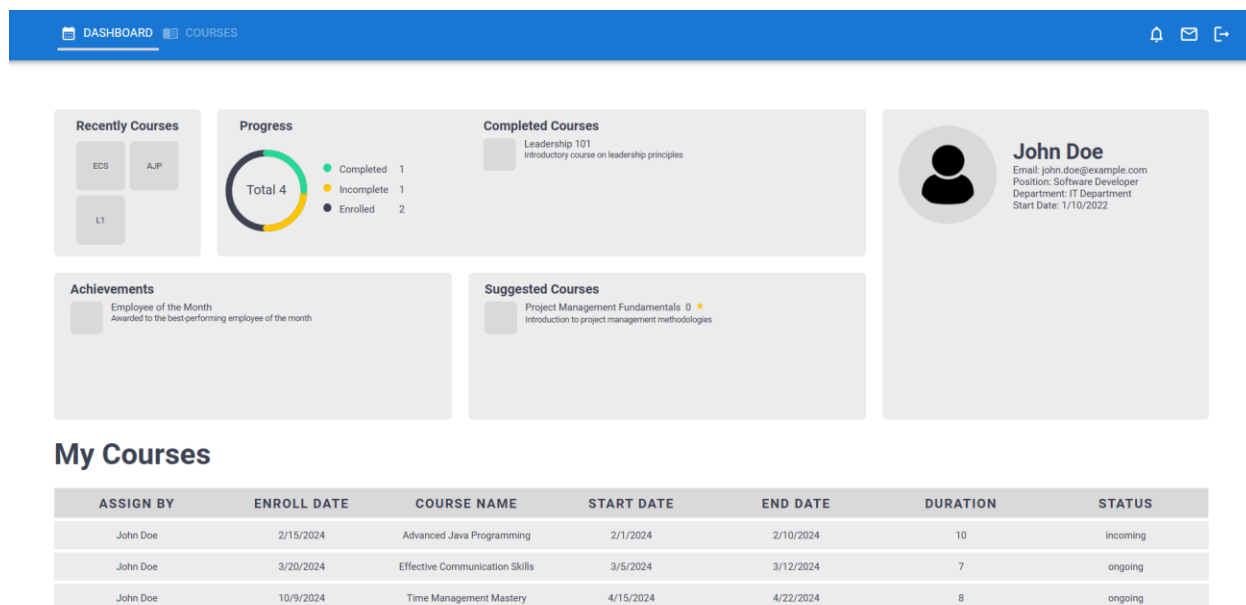 DASHBOARD COURSES
Recently Courses
ECS AJP
L1
Progress
Total 4
Completed 1
Incomplete 1
Enrolled 2
Completed Courses
Leadership 101
Introductory course on leadership principles
John Doe
Email: john.doe@example.com
Position: Software Developer
Department: IT Department
Start Date: 1/10/2022
Achievements
Employee of the Month
Awarded to the best-performing employee of the month
Suggested Courses
Project Management Fundamentals 0
Introduction to project management methodologies
My Courses
ASSIGN BY ENROLL DATE COURSE NAME START DATE END DATE DURATION STATUS
John Doe 2/15/2024 Advanced Java Programming 2/1/2024 2/10/2024 10 incoming
John Doe 3/20/2024 Effective Communication Skills 3/5/2024 3/12/2024 7 ongoing
John Doe 10/9/2024 Time Management Mastery 4/15/2024 4/22/2024 8 ongoing